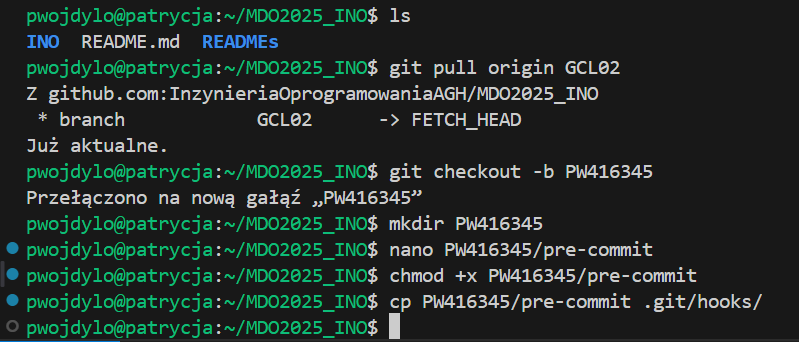 pwojdylo@patrycja:~/MDO2025_INO$ ls
INO  README.md  READMEs
pwojdylo@patrycja:~/MDO2025_INO$ git pull origin GCL02
Z github.com:InzynieriaOprogramowaniaAGH/MDO2025_INO
 * branch            GCL02      -> FETCH_HEAD
Już aktualne.
pwojdylo@patrycja:~/MDO2025_INO$ git checkout -b PW416345
Przełączono na nową gałąź „PW416345”
pwojdylo@patrycja:~/MDO2025_INO$ mkdir PW416345
pwojdylo@patrycja:~/MDO2025_INO$ nano PW416345/pre-commit
pwojdylo@patrycja:~/MDO2025_INO$ chmod +x PW416345/pre-commit
pwojdylo@patrycja:~/MDO2025_INO$ cp PW416345/pre-commit .git/hooks/
pwojdylo@patrycja:~/MDO2025_INO$